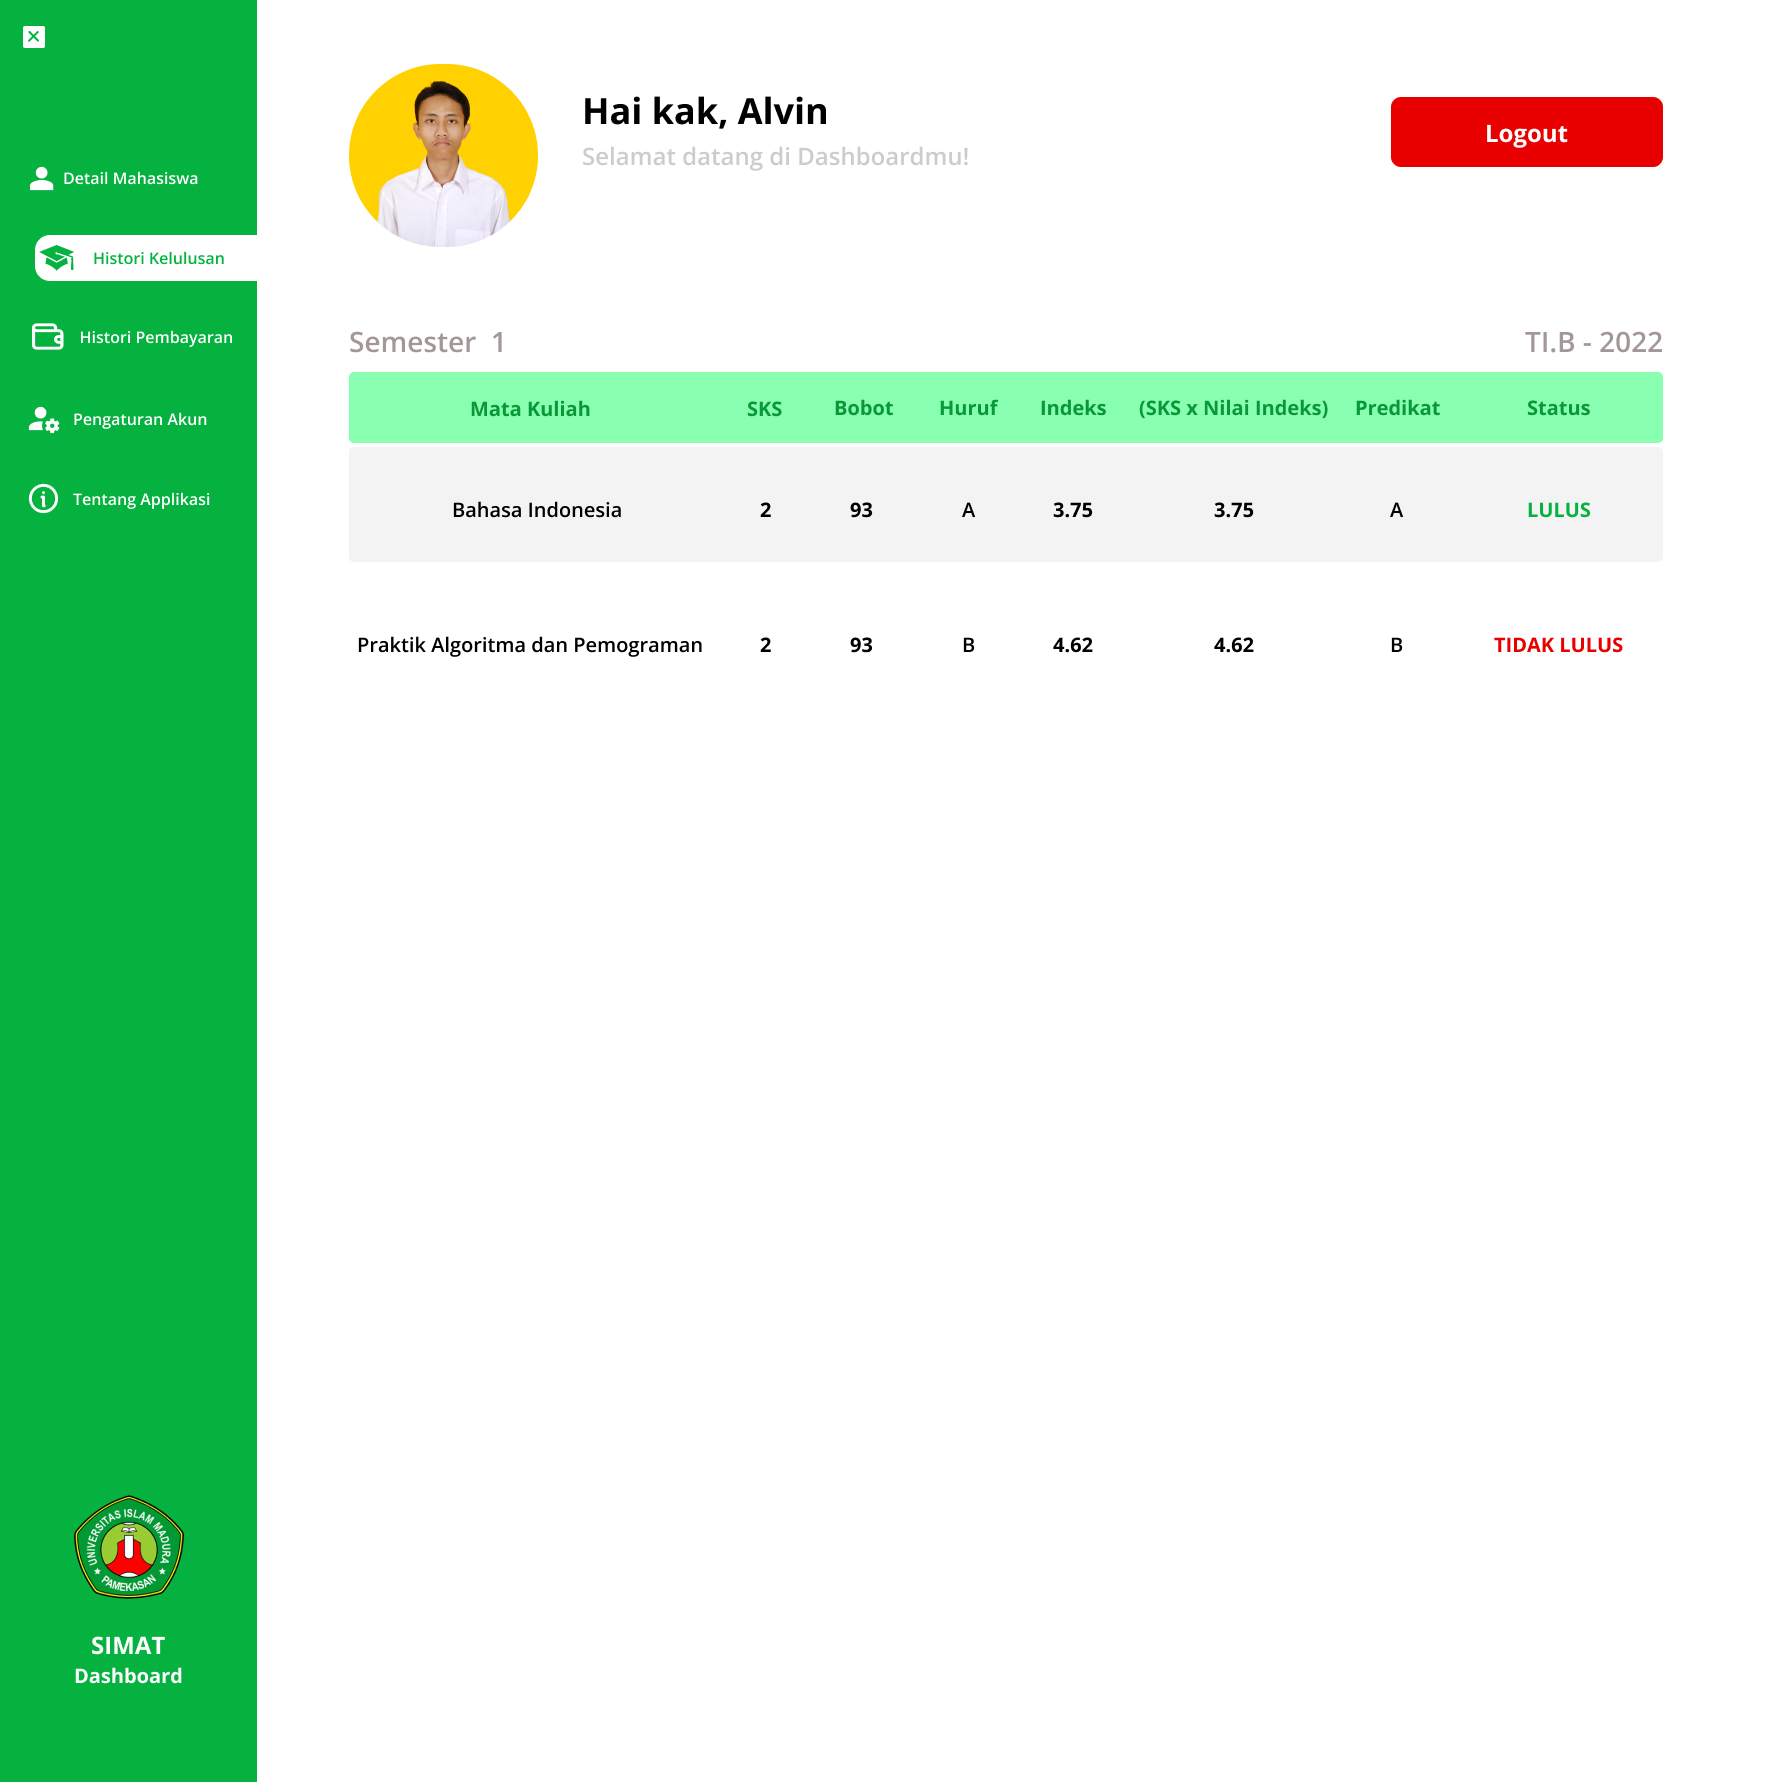 Detail Mahasiswa
Histori Kelulusan
Histori Pembayaran
Pengaturan Akun
Tentang Applikasi
UNIVERSITAS ISLAM MADURA
PAMEKASAN
SIMAT
Dashboard
Hai kak, Alvin
Selamat datang di Dashboardmu!
Logout
Semester 1
TI.B - 2022
Mata Kuliah SKS Bobot Huruf Indeks (SKS x Nilai Indeks) Predikat Status
Bahasa Indonesia 2 93 A 3.75 3.75 A LULUS
Praktik Algoritma dan Pemograman 2 93 B 4.62 4.62 B TIDAK LULUS